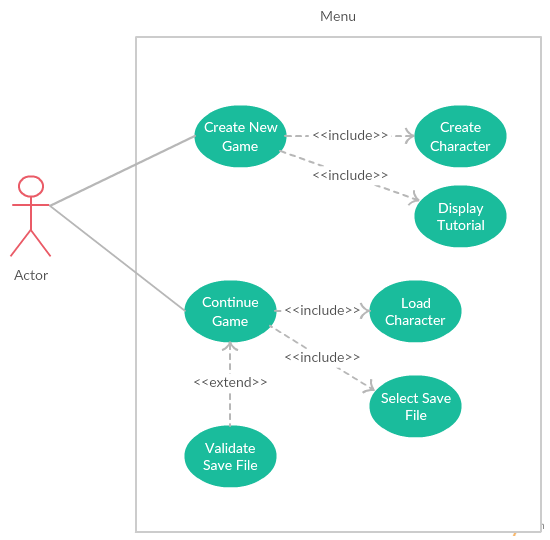 Menu
Create New
Game
<<include>>
Create
Character
<<include>>
Display
Tutorial
Actor
Continue
Game
<<include>>
Load
Character
<<include>>
<<extend>>
Select Save
File
Validate
Save File